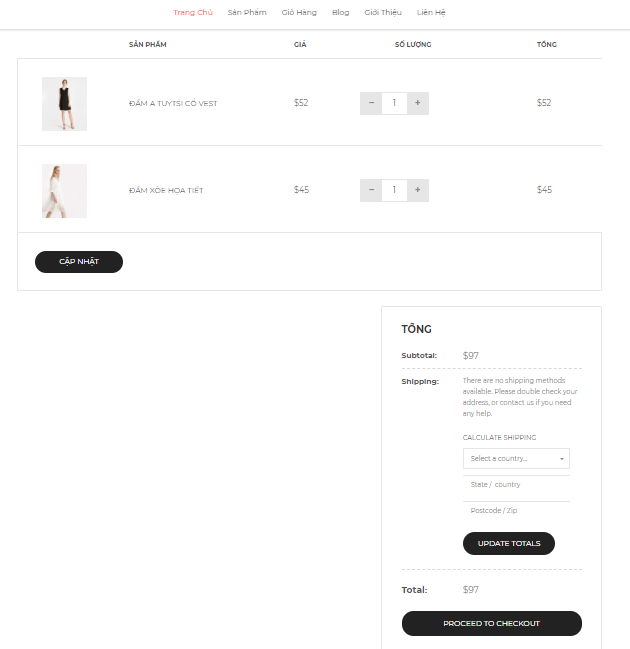 Trang Chủ Sản Phẩm Giỏ Hàng Blog Giới Thiệu Liên Hệ
SẢN PHẨM GIÁ SỐ LƯỢNG TỔNG
ĐẦM A TUYTSI CÓ VEST $52 − 1 + $52
ĐẦM XÒE HỌA TIẾT $45 − 1 + $45
CẬP NHẬT
TỔNG
Subtotal: $97
Shipping: There are no shipping methods
available. Please double check your
address, or contact us if you need
any help.
CALCULATE SHIPPING
Select a country...
State / country
Postcode / Zip
UPDATE TOTALS
Total: $97
PROCEED TO CHECKOUT